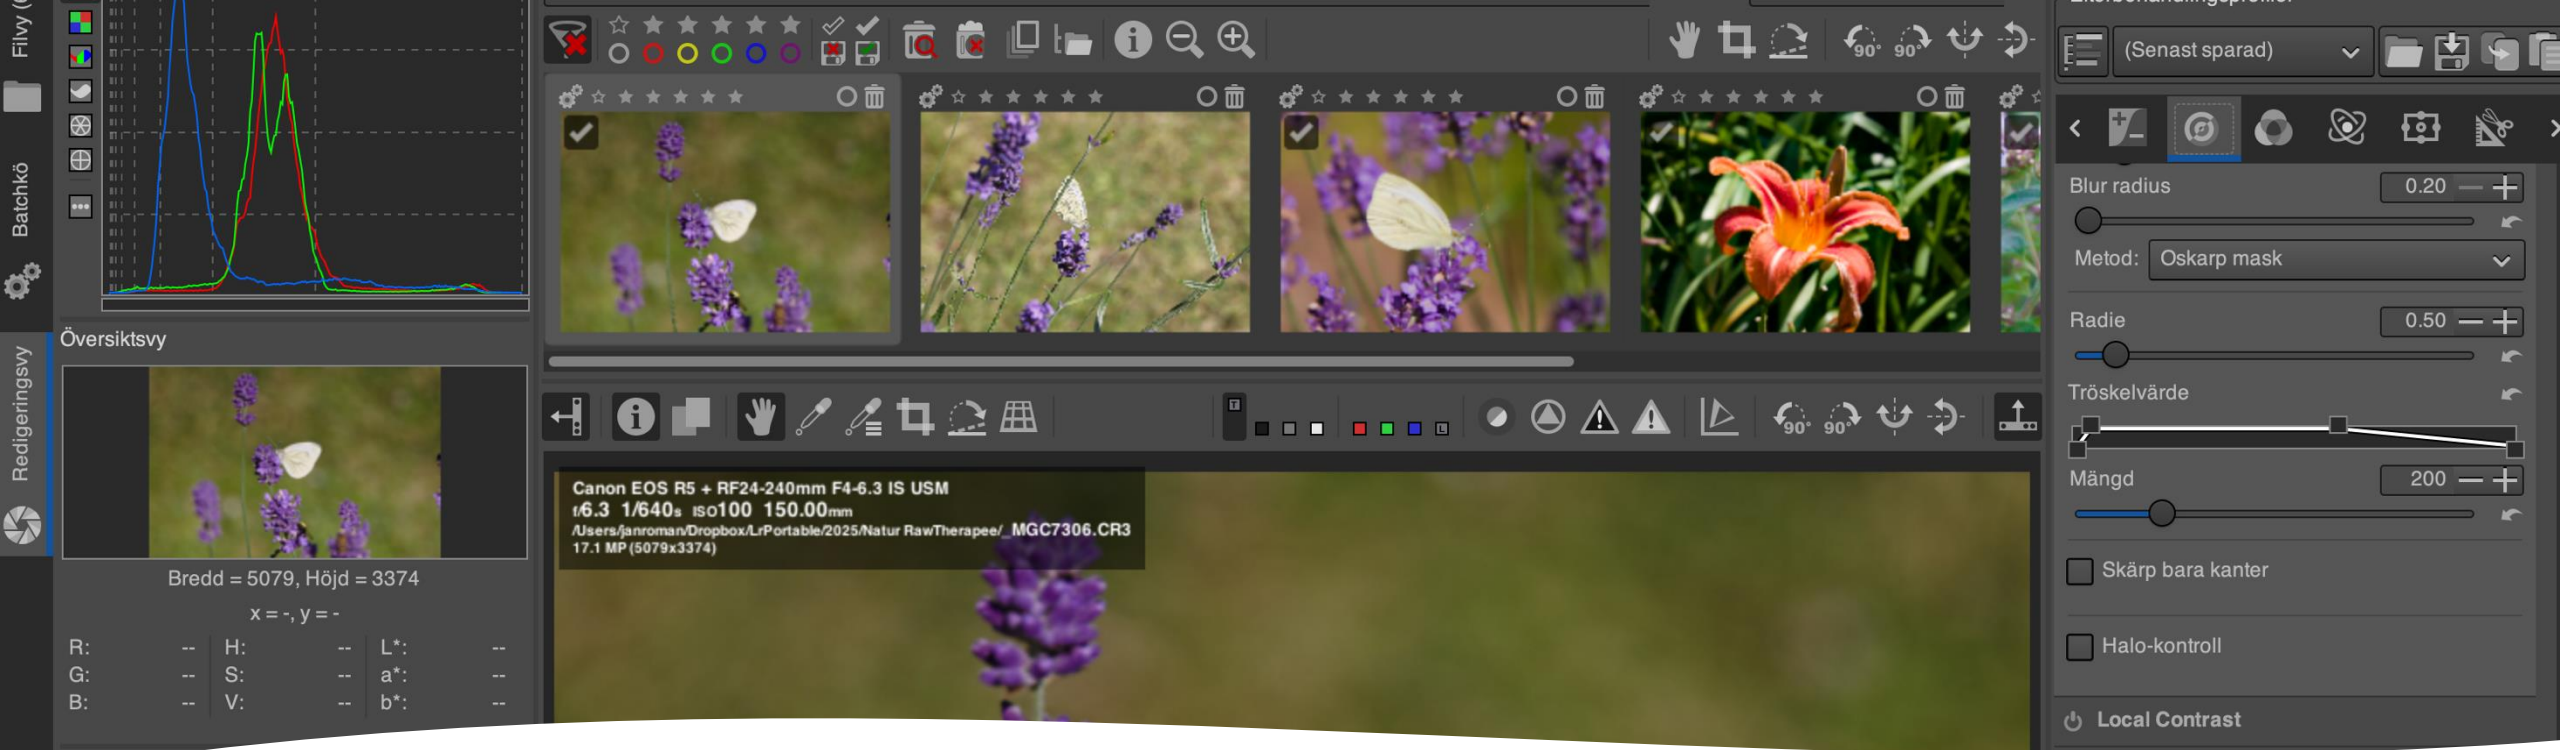 Filvy (
Batchkö
Redigeringsvy
Översiktsvy
Bredd = 5079, Höjd = 3374
x = -, y = -
R: -- H: -- L*: --
G: -- S: -- a*: --
B: -- V: -- b*: --
90° 90°
90° 90°
Canon EOS R5 + RF24-240mm F4-6.3 IS USM
f/6.3 1/640s ISO100 150.00mm
/Users/janroman/Dropbox/LrPortable/2025/Natur RawTherapee/_MGC7306.CR3
17.1 MP (5079x3374)
Efterbehandlingsprofiler
(Senast sparad)
Blur radius 0.20
Metod: Oskarp mask
Radie 0.50
Tröskelvärde
Mängd 200
Skärp bara kanter
Halo-kontroll
Local Contrast